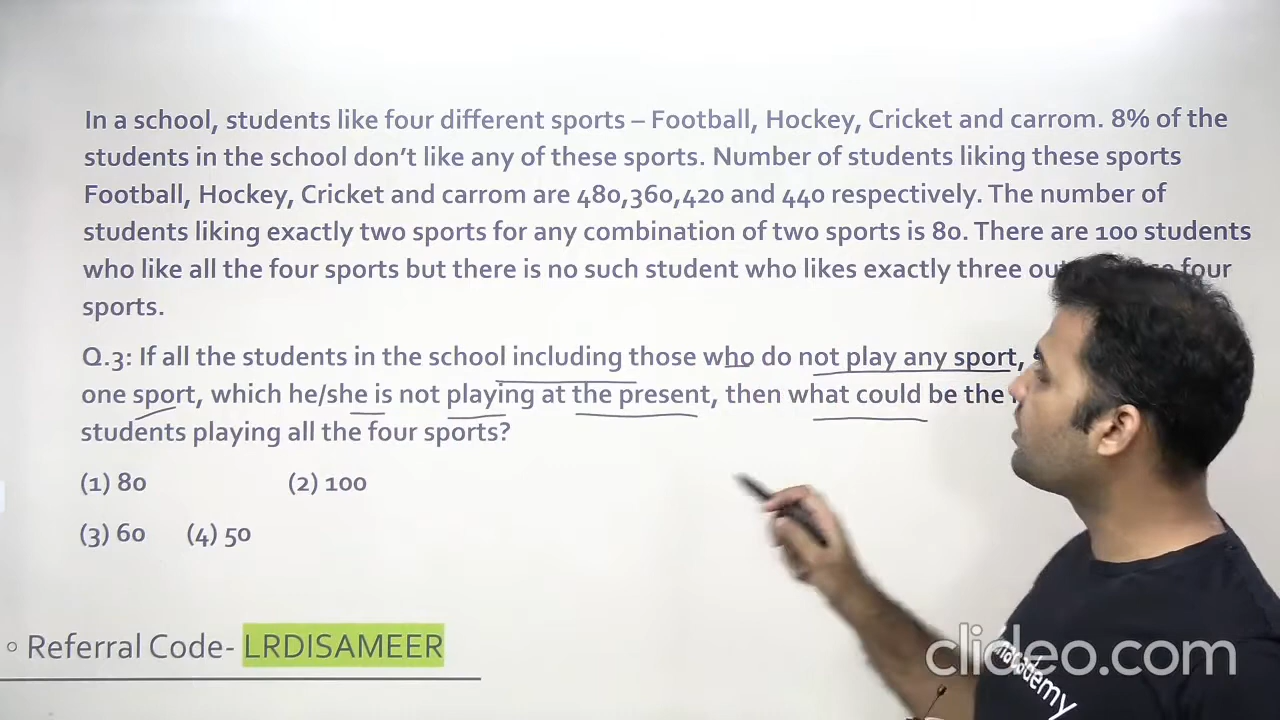 In a school, students like four different sports – Football, Hockey, Cricket and carrom. 8% of the
students in the school don't like any of these sports. Number of students liking these sports
Football, Hockey, Cricket and carrom are 480,360,420 and 440 respectively. The number of
students liking exactly two sports for any combination of two sports is 80. There are 100 students
who like all the four sports but there is no such student who likes exactly three four
sports.
Q.3: If all the students in the school including those who do not play any sport,
one sport, which he/she is not playing at the present, then what could be the
students playing all the four sports?
(1) 80 (2) 100
(3) 60 (4) 50
◦ Referral Code- LRDISAMEER
clideo.com